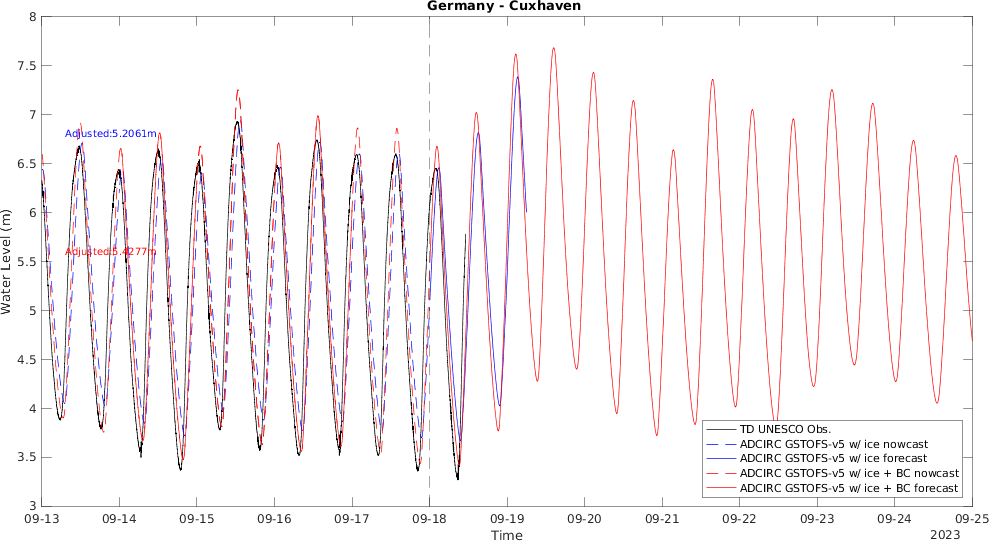 Germany - Cuxhaven
8
7.5
7
6.5
6
5.5
5
4.5
4
3.5
3
Water Level (m)
Adjusted:5.2061m
Adjusted:5.4277m
TD UNESCO Obs.
ADCIRC GSTOFS-v5 w/ ice nowcast
ADCIRC GSTOFS-v5 w/ ice forecast
ADCIRC GSTOFS-v5 w/ ice + BC nowcast
ADCIRC GSTOFS-v5 w/ ice + BC forecast
09-13 09-14 09-15 09-16 09-17 09-18 09-19 09-20 09-21 09-22 09-23 09-24 09-25
Time
2023